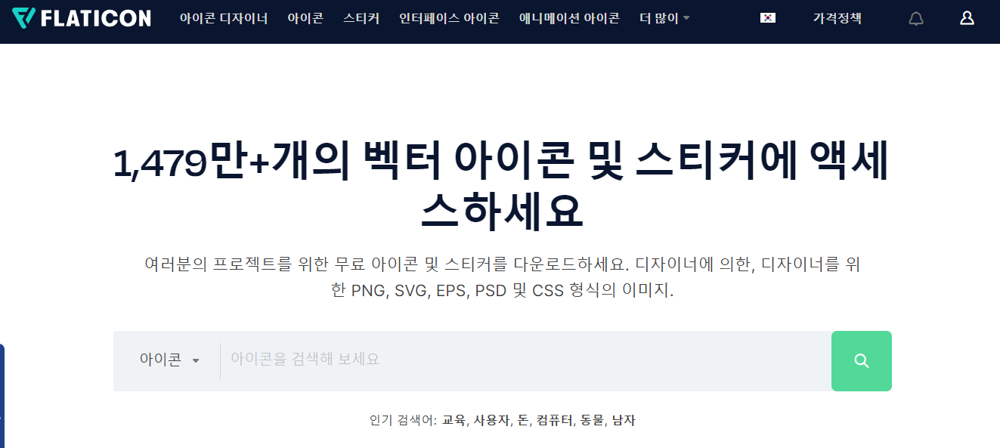 FLATICON 아이콘 디자이너 아이콘 스티커 인터페이스 아이콘 애니메이션 아이콘 더 많이 가격정책
1,479만+개의 벡터 아이콘 및 스티커에 액세
스하세요
여러분의 프로젝트를 위한 무료 아이콘 및 스티커를 다운로드하세요. 디자이너에 의한, 디자이너를 위
한 PNG, SVG, EPS, PSD 및 CSS 형식의 이미지.
아이콘 아이콘을 검색해 보세요
인기 검색어: 교육, 사용자, 돈, 컴퓨터, 동물, 남자